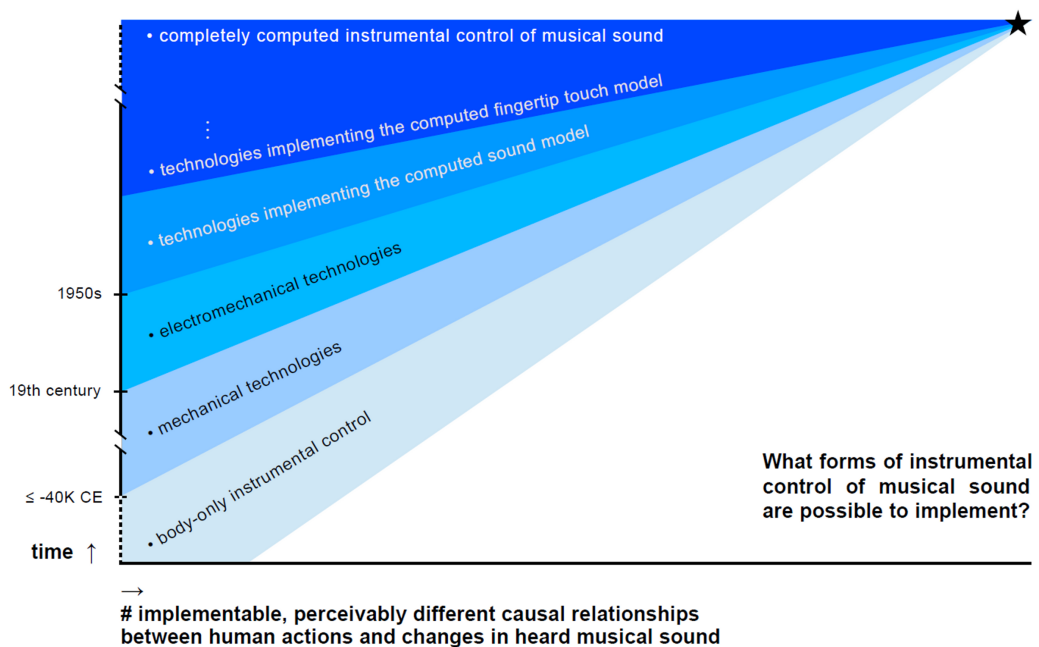 • completely computed instrumental control of musical sound
⋮
• technologies implementing the computed fingertip touch model
• technologies implementing the computed sound model
1950s
• electromechanical technologies
19th century
• mechanical technologies
≤ -40K CE
• body-only instrumental control
What forms of instrumental
control of musical sound
are possible to implement?
time ↑
→
# implementable, perceivably different causal relationships
between human actions and changes in heard musical sound